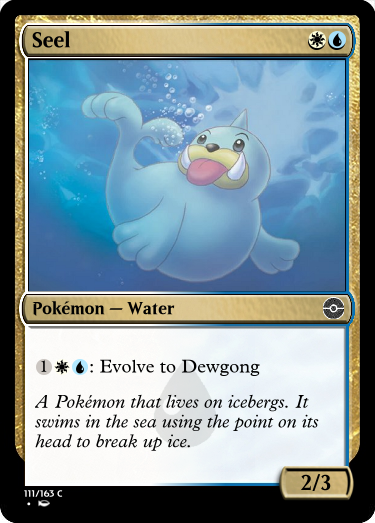 Seel
Pokémon — Water
1: Evolve to Dewgong
A Pokémon that lives on icebergs. It
swims in the sea using the point on its
head to break up ice.
2/3
111/163 C